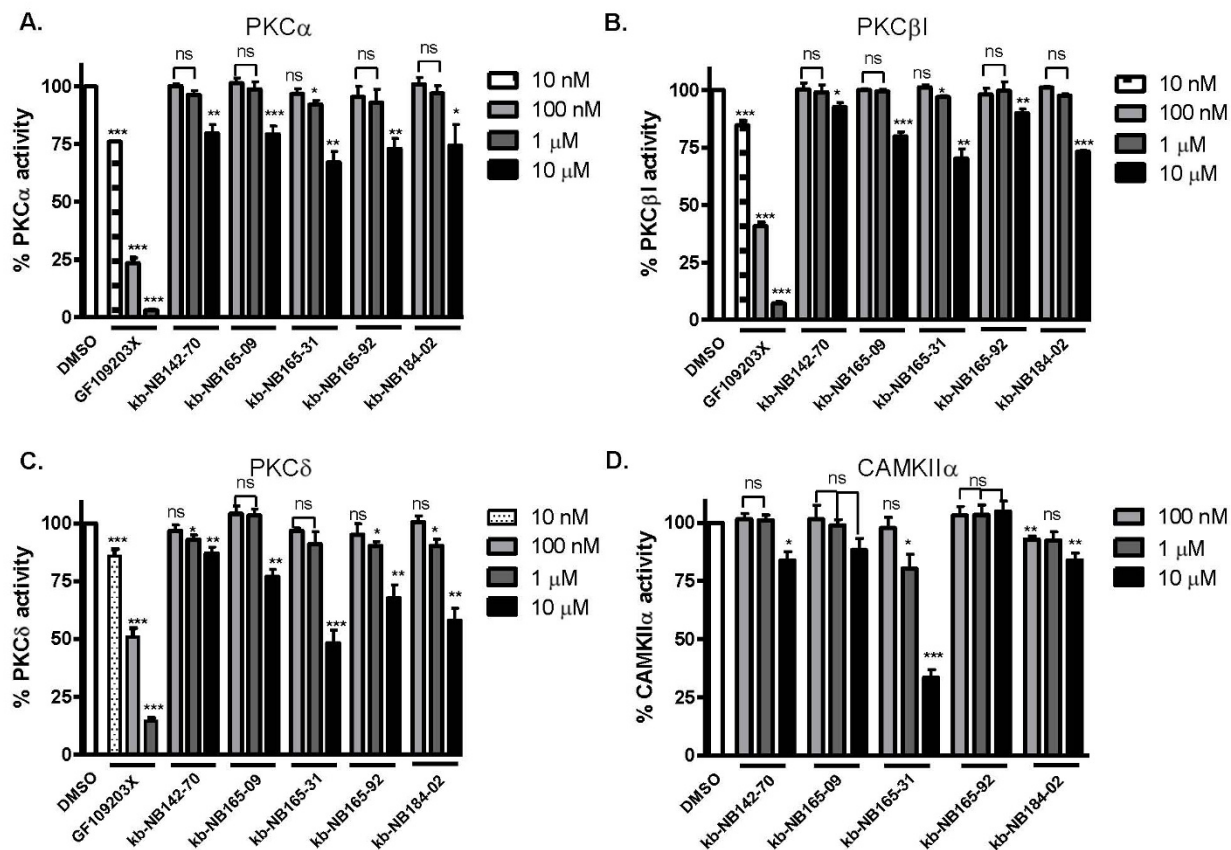 A.
PKCα
% PKCα activity
100
75
50
25
0
*** *** ***
ns **
ns ***
ns * **
ns **
ns *
DMSO
GF109203X
kb-NB142-70
kb-NB165-09
kb-NB165-31
kb-NB165-92
kb-NB184-02
10 nM
100 nM
1 μM
10 μM
B.
PKCβI
% PKCβI activity
100
75
50
25
0
*** *** ***
ns *
ns ***
ns * **
ns **
ns ***
DMSO
GF109203X
kb-NB142-70
kb-NB165-09
kb-NB165-31
kb-NB165-92
kb-NB184-02
10 nM
100 nM
1 μM
10 μM
C.
PKCδ
% PKCδ activity
100
75
50
25
0
*** *** ***
ns * **
ns **
ns ***
ns * **
ns * **
DMSO
GF109203X
kb-NB142-70
kb-NB165-09
kb-NB165-31
kb-NB165-92
kb-NB184-02
10 nM
100 nM
1 μM
10 μM
D.
CAMKIIα
% CAMKIIα activity
100
75
50
25
0
ns *
ns
ns * ***
ns
** ns **
kb-NB142-70
kb-NB165-09
kb-NB165-31
kb-NB165-92
kb-NB184-02
DMSO
100 nM
1 μM
10 μM